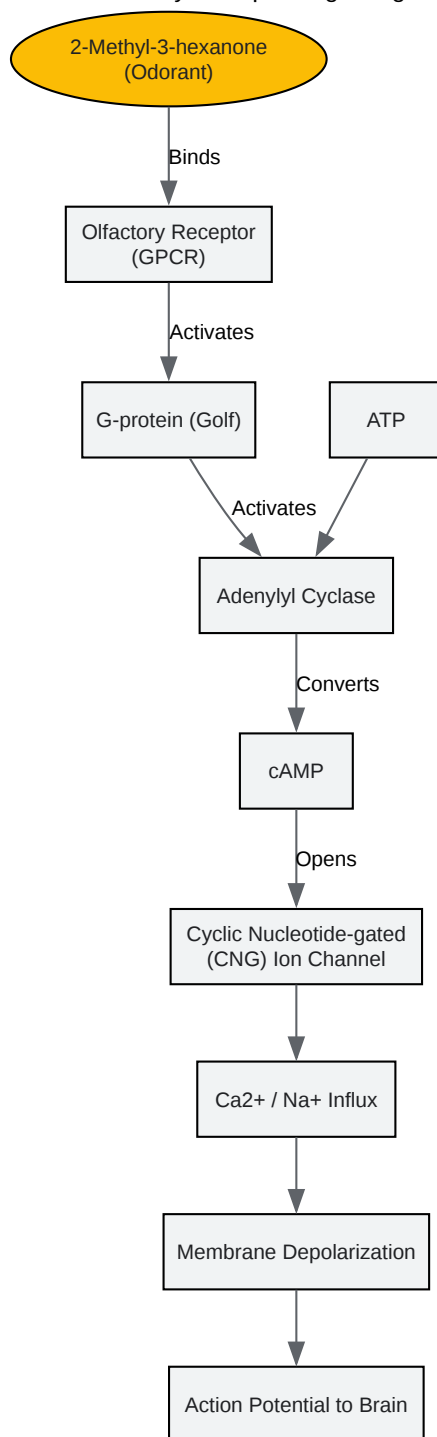 2-Methyl-3-hexanone
(Odorant)
Binds
Olfactory Receptor
(GPCR)
Activates
G-protein (Golf)
ATP
Activates
Adenylyl Cyclase
Converts
cAMP
Opens
Cyclic Nucleotide-gated
(CNG) Ion Channel
Ca2+ / Na+ Influx
Membrane Depolarization
Action Potential to Brain